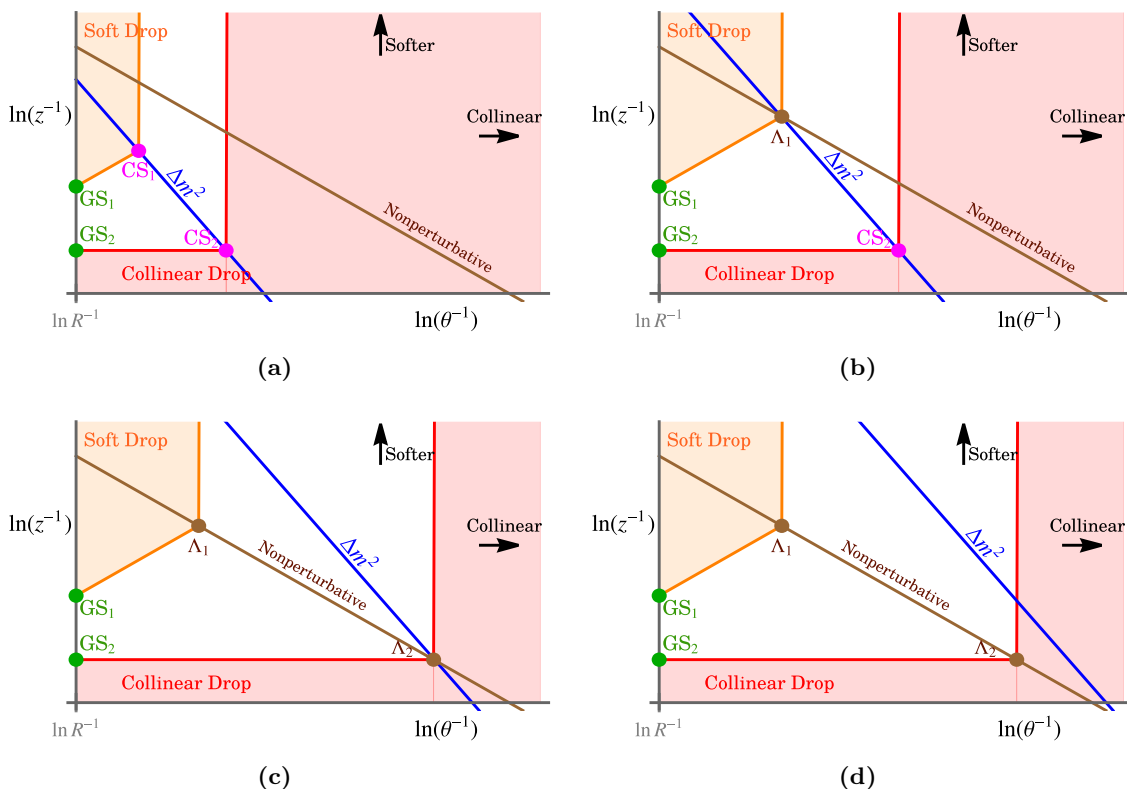 Soft Drop
Softer
ln(z⁻¹)
Collinear
CS₁
Δm²
GS₁
GS₂
CS₂
Nonperturbative
Collinear Drop
ln R⁻¹
ln(θ⁻¹)
(a)
Soft Drop
Softer
ln(z⁻¹)
Collinear
Λ₁
Δm²
GS₁
GS₂
CS₂
Nonperturbative
Collinear Drop
ln R⁻¹
ln(θ⁻¹)
(b)
Soft Drop
Softer
ln(z⁻¹)
Collinear
Λ₁
Δm²
Nonperturbative
GS₁
GS₂
Λ₂
Collinear Drop
ln R⁻¹
ln(θ⁻¹)
(c)
Soft Drop
Softer
ln(z⁻¹)
Collinear
Λ₁
Δm²
Nonperturbative
GS₁
GS₂
Λ₂
Collinear Drop
ln R⁻¹
ln(θ⁻¹)
(d)